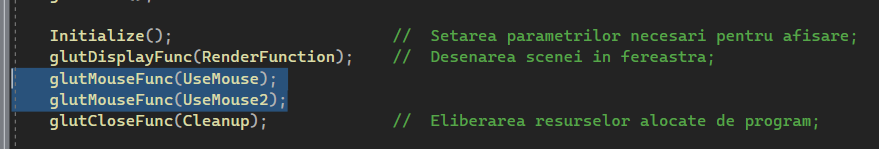 Initialize(); // Setarea parametrilor necesari pentru afisare;
glutDisplayFunc(RenderFunction); // Desenarea scenei in fereastra;
glutMouseFunc(UseMouse);
glutMouseFunc(UseMouse2);
glutCloseFunc(Cleanup); // Eliberarea resurselor alocate de program;